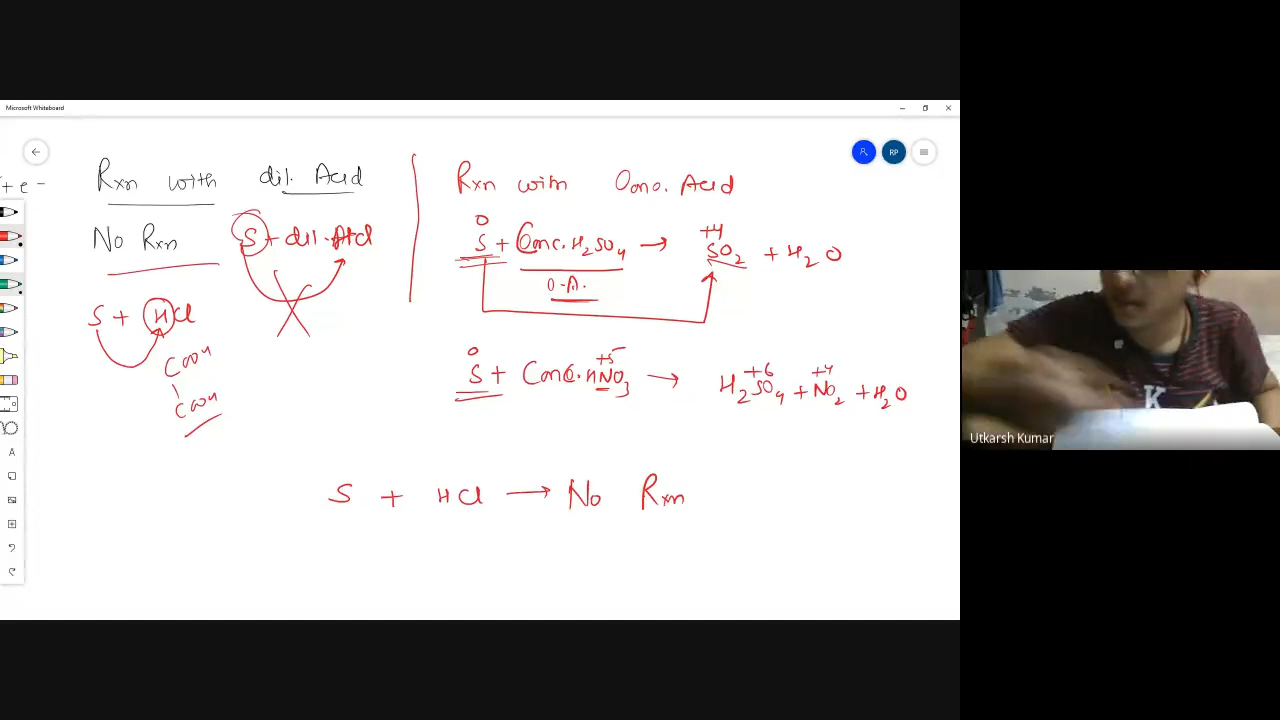 Microsoft Whiteboard
RP
+ e -
Rxn with dil. Acid
No Rxn S + dil. HCl
S + HCl
COOH
COOH
Rxn with Conc. Acid
0 +4
S + Conc. H2SO4 → SO2 + H2O
O.A.
0 +5 +6 +4
S + Conc. HNO3 → H2SO4 + NO2 + H2O
S + HCl → No Rxn
A
K
Utkarsh Kumar